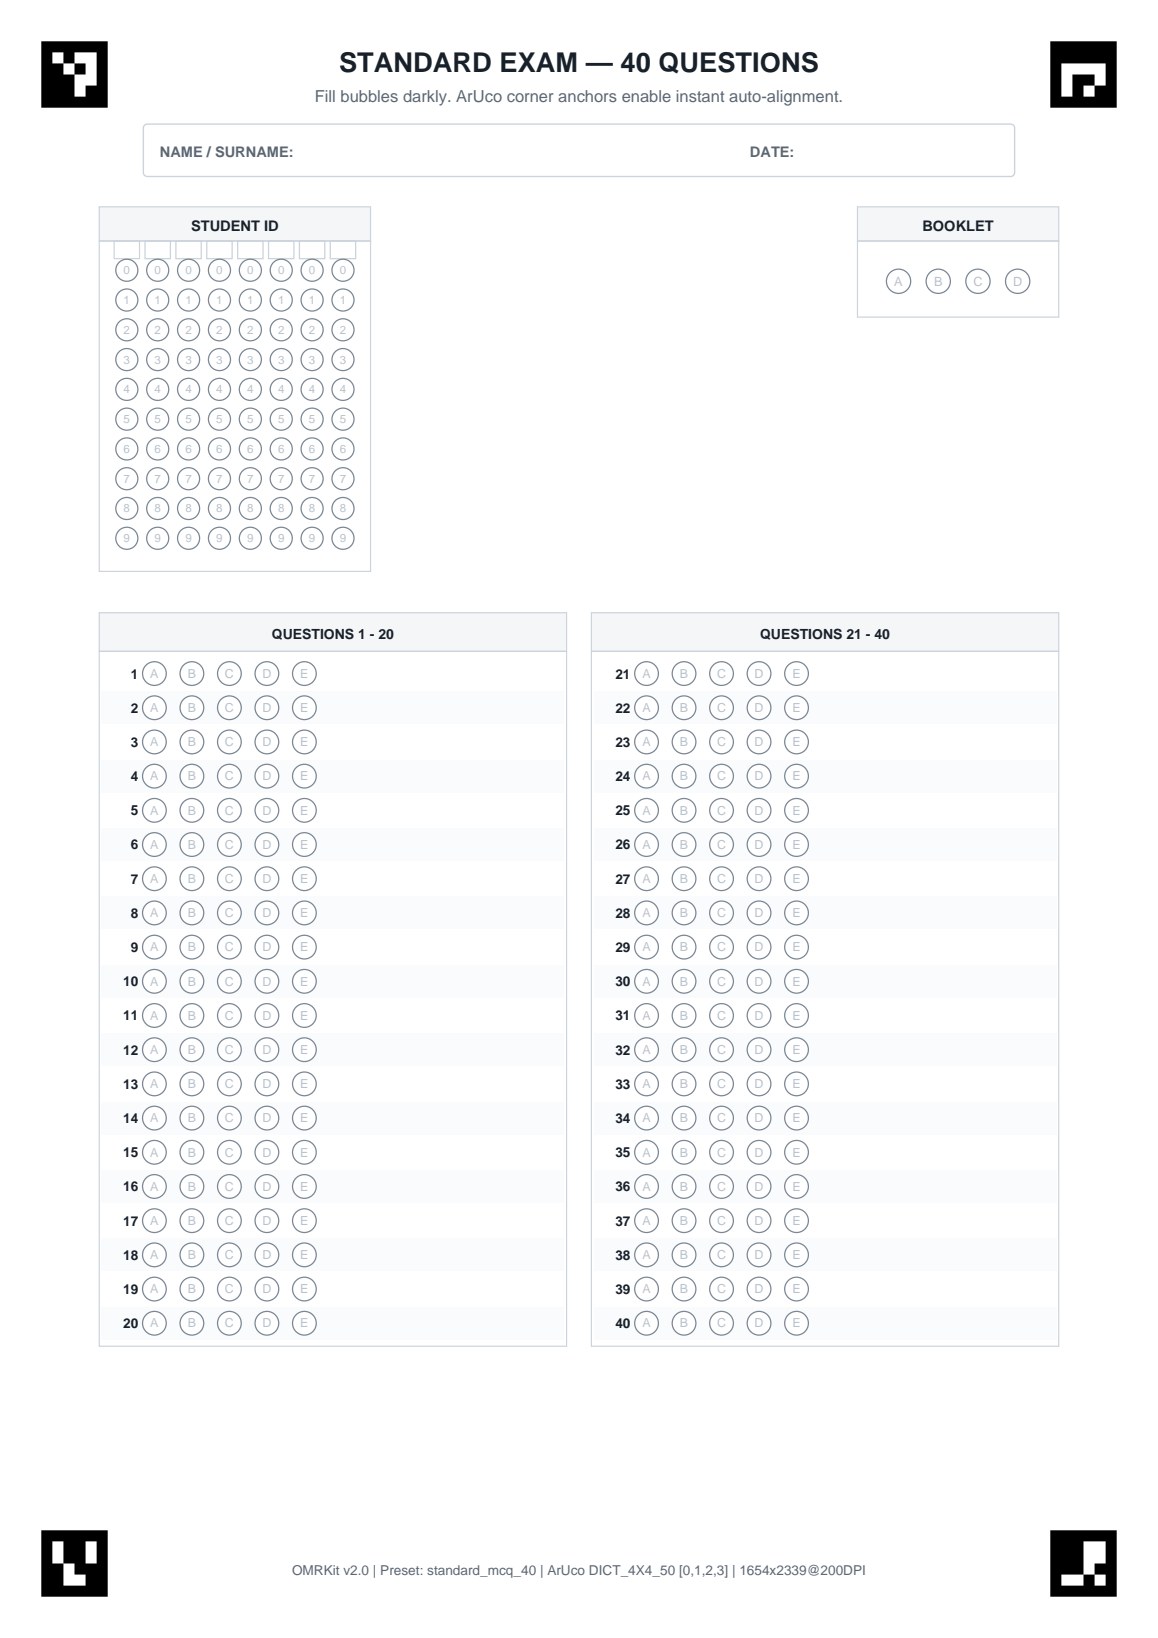 STANDARD EXAM — 40 QUESTIONS
Fill bubbles darkly. ArUco corner anchors enable instant auto-alignment.
NAME / SURNAME: DATE:
STUDENT ID
0 0 0 0 0 0 0 0
1 1 1 1 1 1 1 1
2 2 2 2 2 2 2 2
3 3 3 3 3 3 3 3
4 4 4 4 4 4 4 4
5 5 5 5 5 5 5 5
6 6 6 6 6 6 6 6
7 7 7 7 7 7 7 7
8 8 8 8 8 8 8 8
9 9 9 9 9 9 9 9
BOOKLET
A B C D
QUESTIONS 1 - 20
1 A B C D E
2 A B C D E
3 A B C D E
4 A B C D E
5 A B C D E
6 A B C D E
7 A B C D E
8 A B C D E
9 A B C D E
10 A B C D E
11 A B C D E
12 A B C D E
13 A B C D E
14 A B C D E
15 A B C D E
16 A B C D E
17 A B C D E
18 A B C D E
19 A B C D E
20 A B C D E
QUESTIONS 21 - 40
21 A B C D E
22 A B C D E
23 A B C D E
24 A B C D E
25 A B C D E
26 A B C D E
27 A B C D E
28 A B C D E
29 A B C D E
30 A B C D E
31 A B C D E
32 A B C D E
33 A B C D E
34 A B C D E
35 A B C D E
36 A B C D E
37 A B C D E
38 A B C D E
39 A B C D E
40 A B C D E
OMRKit v2.0 | Preset: standard_mcq_40 | ArUco DICT_4X4_50 [0,1,2,3] | 1654x2339@200DPI